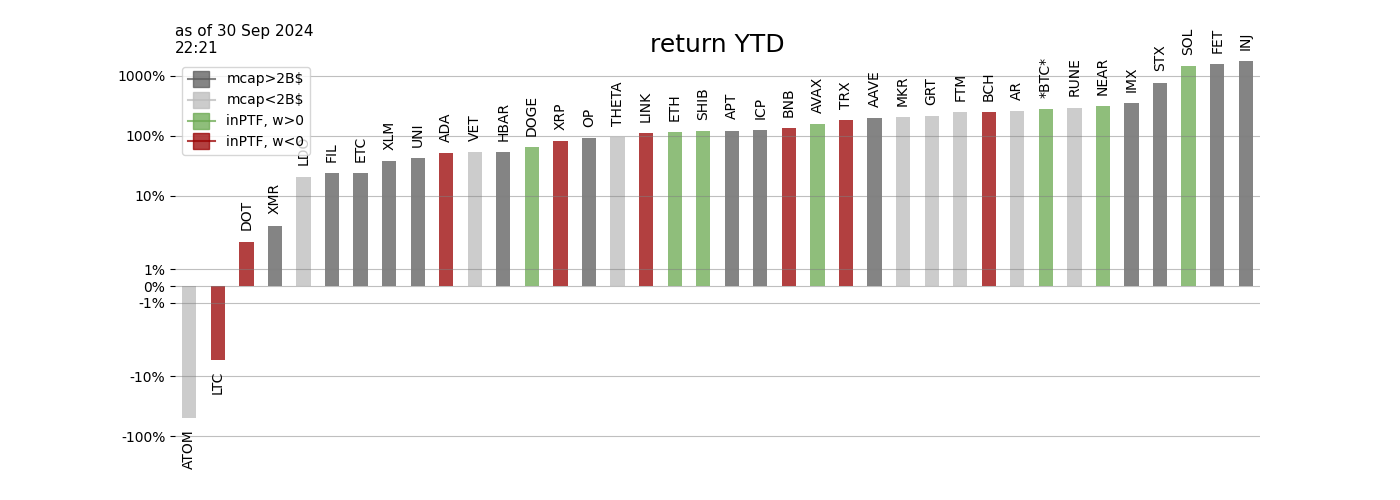 as of 30 Sep 2024
22:21
return YTD
mcap>2B$
mcap<2B$
inPTF, w>0
inPTF, w<0
1000%
100%
10%
1%
0%
-1%
-10%
-100%
ATOM
LTC
DOT
XMR
LDO
FIL
ETC
XLM
UNI
ADA
VET
HBAR
DOGE
XRP
OP
THETA
LINK
ETH
SHIB
APT
ICP
BNB
AVAX
TRX
AAVE
MKR
GRT
FTM
BCH
AR
*BTC*
RUNE
NEAR
IMX
STX
SOL
FET
INJ